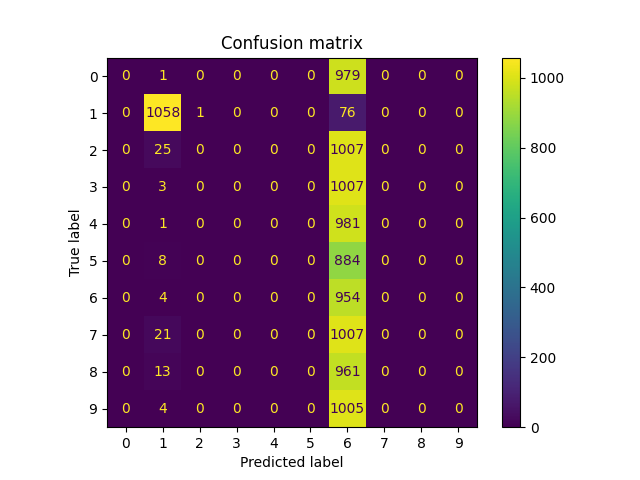 Confusion matrix
0 0 1 0 0 0 0 979 0 0 0
1 0 1058 1 0 0 0 76 0 0 0
2 0 25 0 0 0 0 1007 0 0 0
3 0 3 0 0 0 0 1007 0 0 0
4 0 1 0 0 0 0 981 0 0 0
5 0 8 0 0 0 0 884 0 0 0
6 0 4 0 0 0 0 954 0 0 0
7 0 21 0 0 0 0 1007 0 0 0
8 0 13 0 0 0 0 961 0 0 0
9 0 4 0 0 0 0 1005 0 0 0
0 1 2 3 4 5 6 7 8 9
Predicted label
True label
1000
800
600
400
200
0